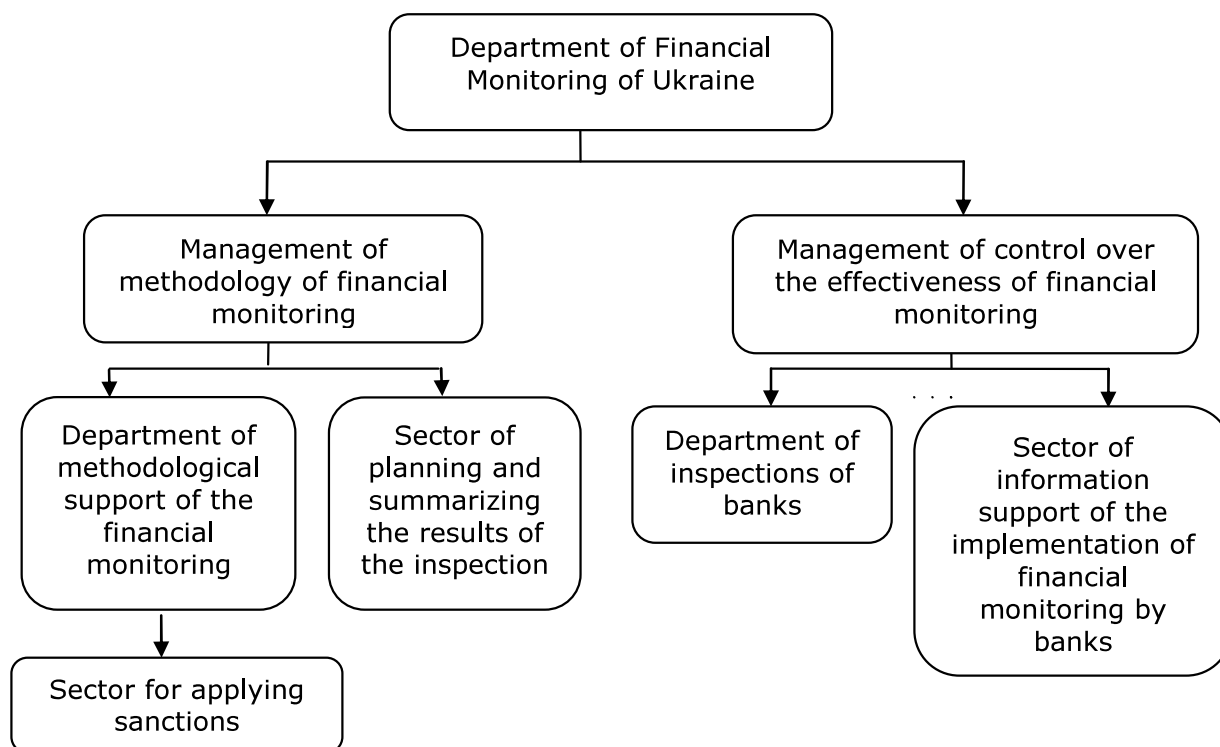 Department of Financial
Monitoring of Ukraine
Management of
methodology of financial
monitoring
Management of control over
the effectiveness of financial
monitoring
Department of
methodological
support of the
financial
monitoring
Sector of
planning and
summarizing
the results of
the inspection
. . .
Department of
inspections of
banks
Sector of
information
support of the
implementation of
financial
monitoring by
banks
Sector for applying
sanctions